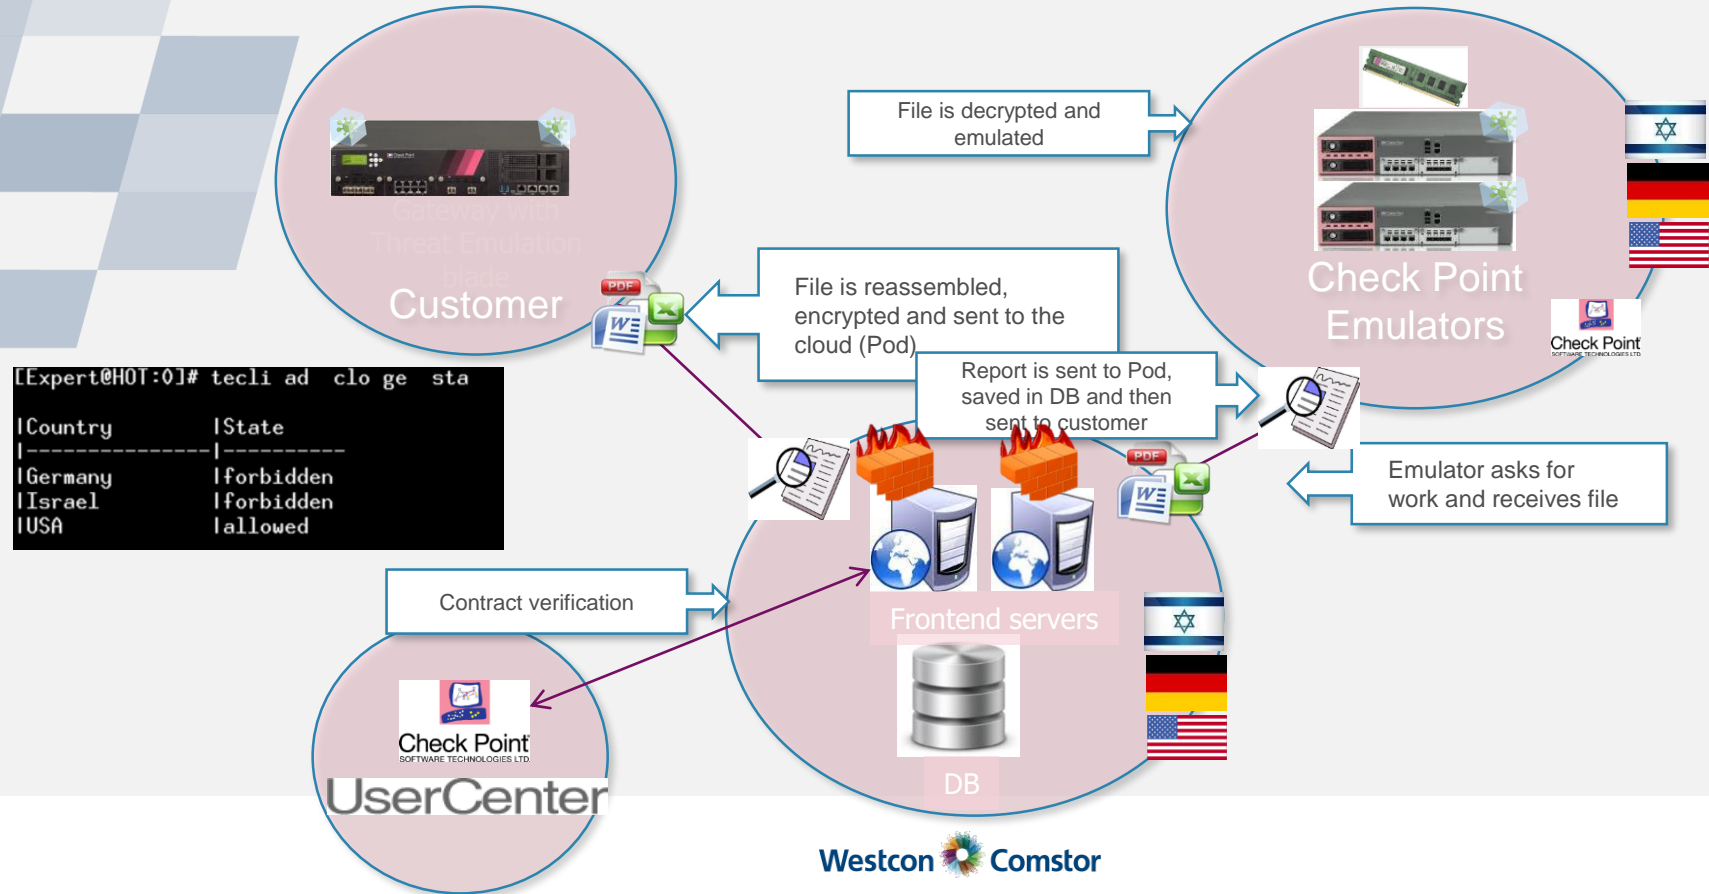 Gateway with
Threat Emulation
blade
Customer
PDF
W
X
File is decrypted and
emulated
Check Point
Emulators
Check Point
SOFTWARE TECHNOLOGIES LTD.
File is reassembled,
encrypted and sent to the
cloud (Pod)
Report is sent to Pod,
saved in DB and then
sent to customer
[Expert@HOT:0]# tecli ad  clo ge  sta
|Country |State
|---------------|----------
|Germany |forbidden
|Israel |forbidden
|USA |allowed
PDF
W
X
Emulator asks for
work and receives file
Contract verification
Frontend servers
DB
Check Point
SOFTWARE TECHNOLOGIES LTD.
UserCenter
Westcon Comstor